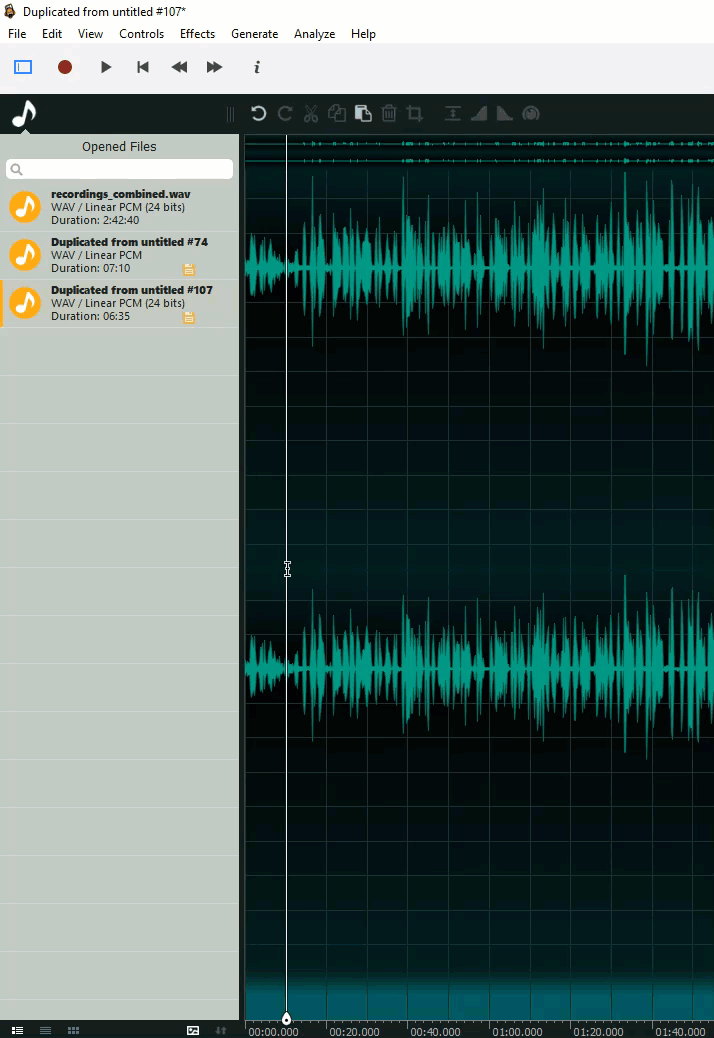 Duplicated from untitled #107*
File Edit View Controls Effects Generate Analyze Help
i
Opened Files
recordings_combined.wav
WAV / Linear PCM (24 bits)
Duration: 2:42:40
Duplicated from untitled #74
WAV / Linear PCM
Duration: 07:10
Duplicated from untitled #107
WAV / Linear PCM (24 bits)
Duration: 06:35
00:00.000 00:20.000 00:40.000 01:00.000 01:20.000 01:40.000